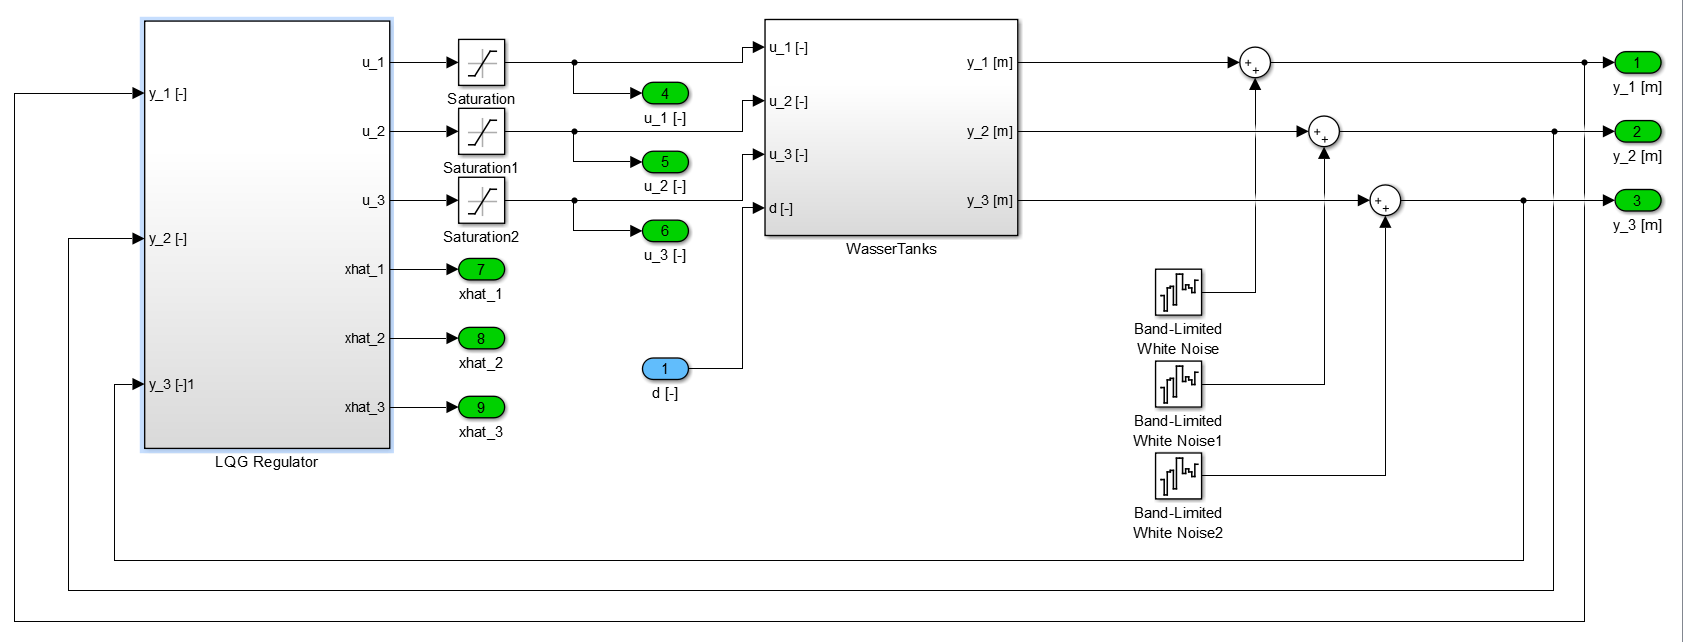 y_1 [-]
y_2 [-]
y_3 [-]1
u_1
u_2
u_3
xhat_1
xhat_2
xhat_3
LQG Regulator
Saturation
Saturation1
Saturation2
7
xhat_1
8
xhat_2
9
xhat_3
4
u_1 [-]
5
u_2 [-]
6
u_3 [-]
1
d [-]
u_1 [-]
u_2 [-]
u_3 [-]
d [-]
y_1 [m]
y_2 [m]
y_3 [m]
WasserTanks
+
+
+
+
+
+
Band-Limited
White Noise
Band-Limited
White Noise1
Band-Limited
White Noise2
1
y_1 [m]
2
y_2 [m]
3
y_3 [m]